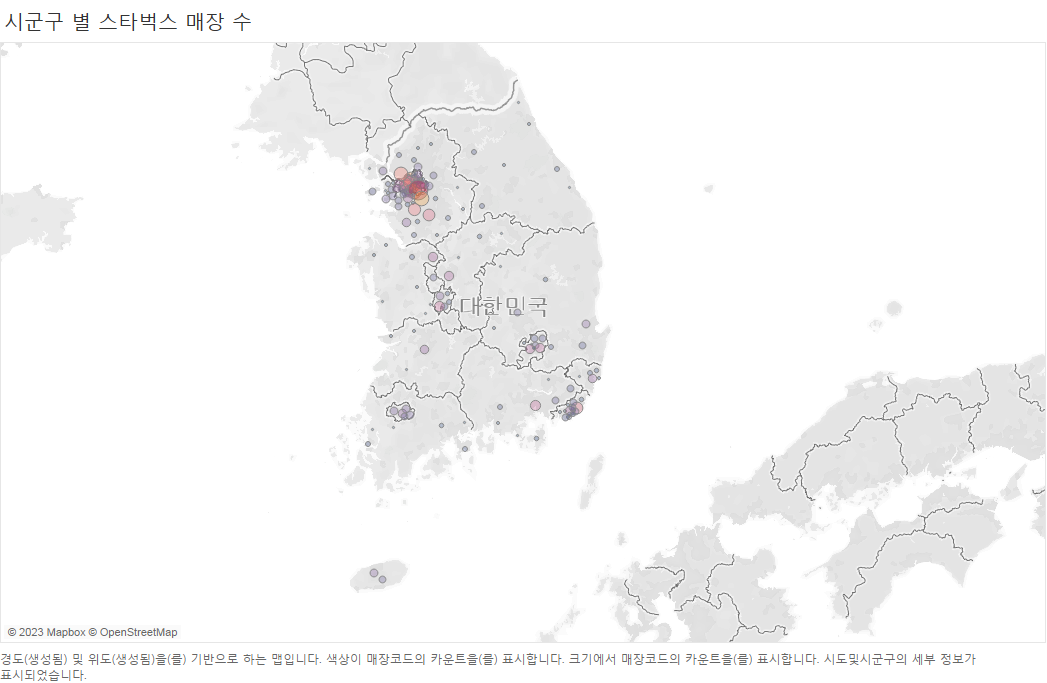 시군구 별 스타벅스 매장 수
대한민국
© 2023 Mapbox © OpenStreetMap
경도(생성됨) 및 위도(생성됨)을(를) 기반으로 하는 맵입니다. 색상이 매장코드의 카운트을(를) 표시합니다. 크기에서 매장코드의 카운트을(를) 표시합니다. 시도및시군구의 세부 정보가
표시되었습니다.